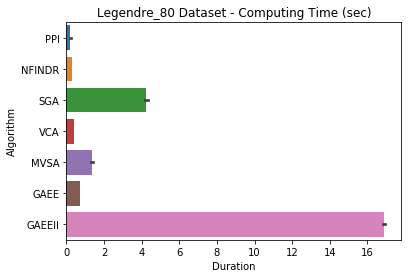 Legendre_80 Dataset - Computing Time (sec)
PPI
NFINDR
SGA
VCA
MVSA
GAEE
GAEEII
Algorithm
0 2 4 6 8 10 12 14 16
Duration